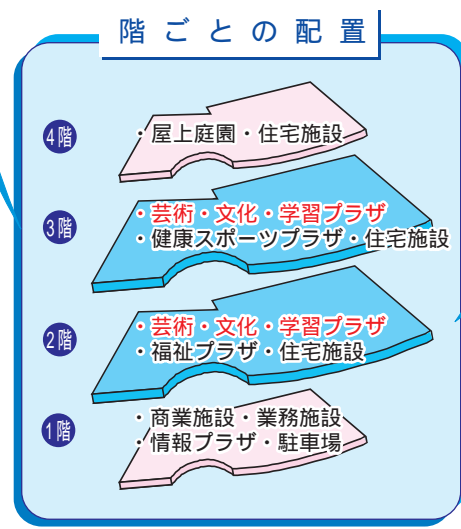 階ごとの配置
4階
・屋上庭園・住宅施設
3階
・芸術・文化・学習プラザ
・健康スポーツプラザ・住宅施設
2階
・芸術・文化・学習プラザ
・福祉プラザ・住宅施設
1階
・商業施設・業務施設
・情報プラザ・駐車場